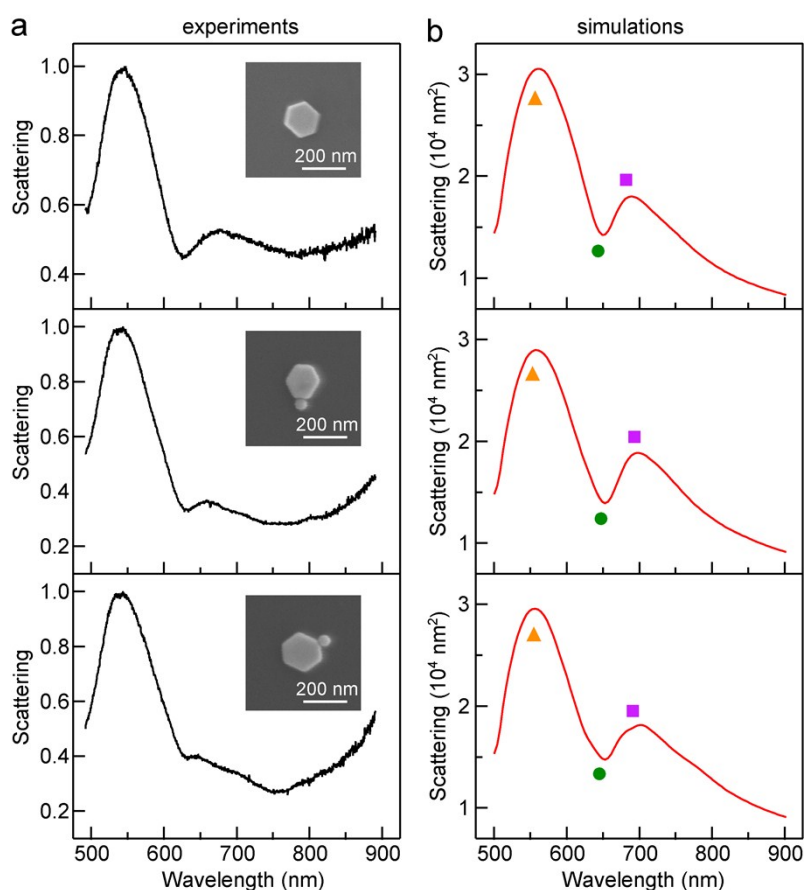 a
experiments
Scattering
1.0
0.8
0.6
0.4
200 nm
Scattering
1.0
0.8
0.6
0.4
0.2
200 nm
Scattering
1.0
0.8
0.6
0.4
0.2
200 nm
500 600 700 800 900
Wavelength (nm)
b
simulations
Scattering (10⁴ nm²)
3
2
1
Scattering (10⁴ nm²)
3
2
1
Scattering (10⁴ nm²)
3
2
1
500 600 700 800 900
Wavelength (nm)